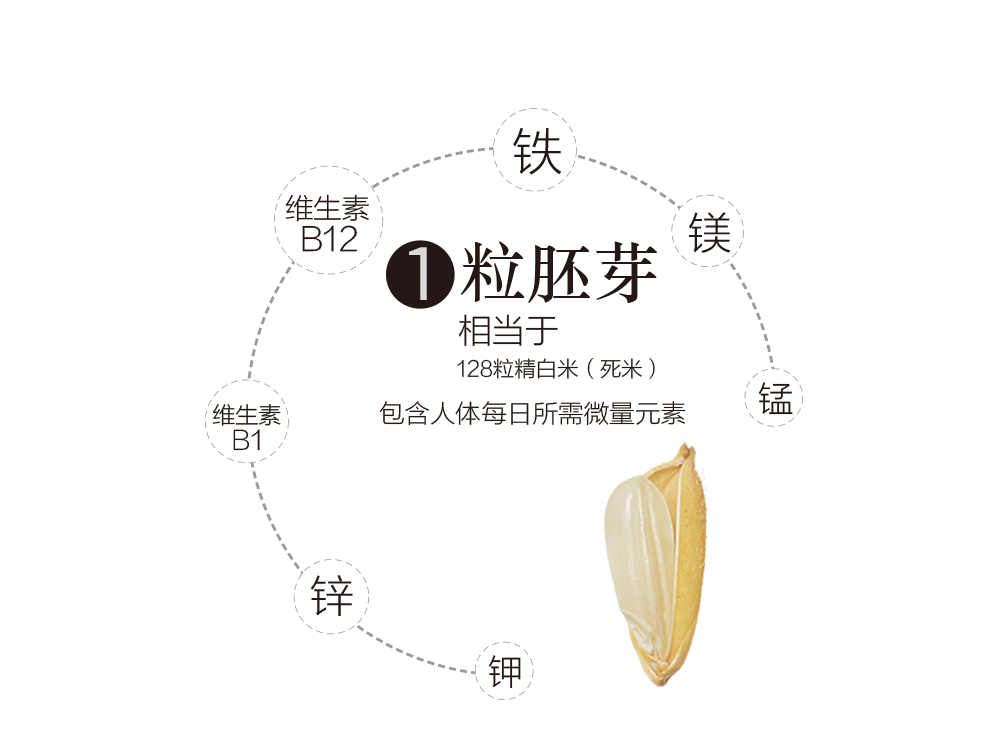 铁
镁
维生素
B12
1粒胚芽
相当于
128粒精白米（死米）
包含人体每日所需微量元素
锰
维生素
B1
锌
钾